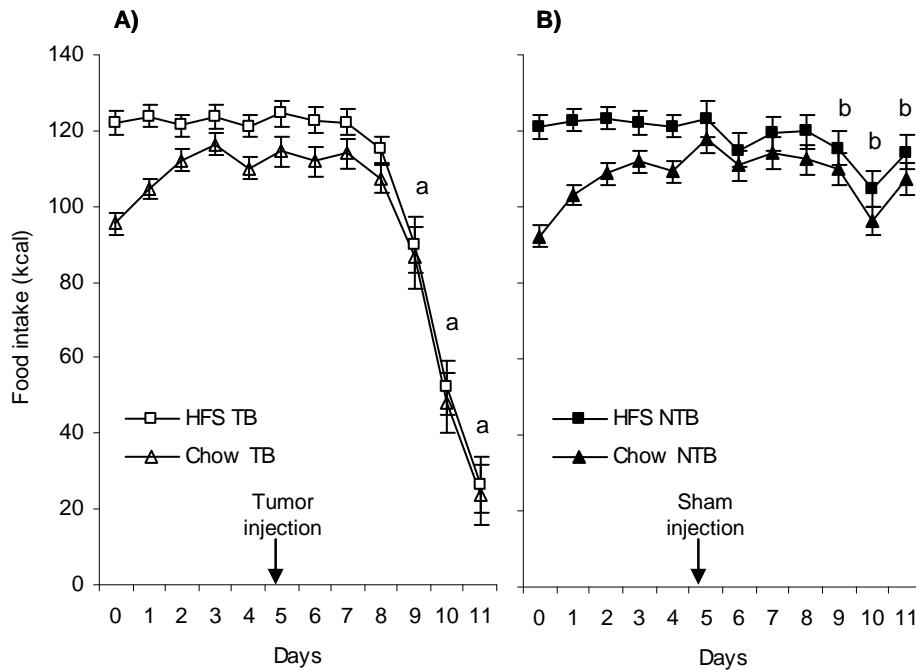 A)
B)
Food intake (kcal)
140
120
100
80
60
40
20
0
a
a
a
HFS TB
Chow TB
Tumor
injection
0 1 2 3 4 5 6 7 8 9 10 11
Days
b
b
b
HFS NTB
Chow NTB
Sham
injection
0 1 2 3 4 5 6 7 8 9 10 11
Days